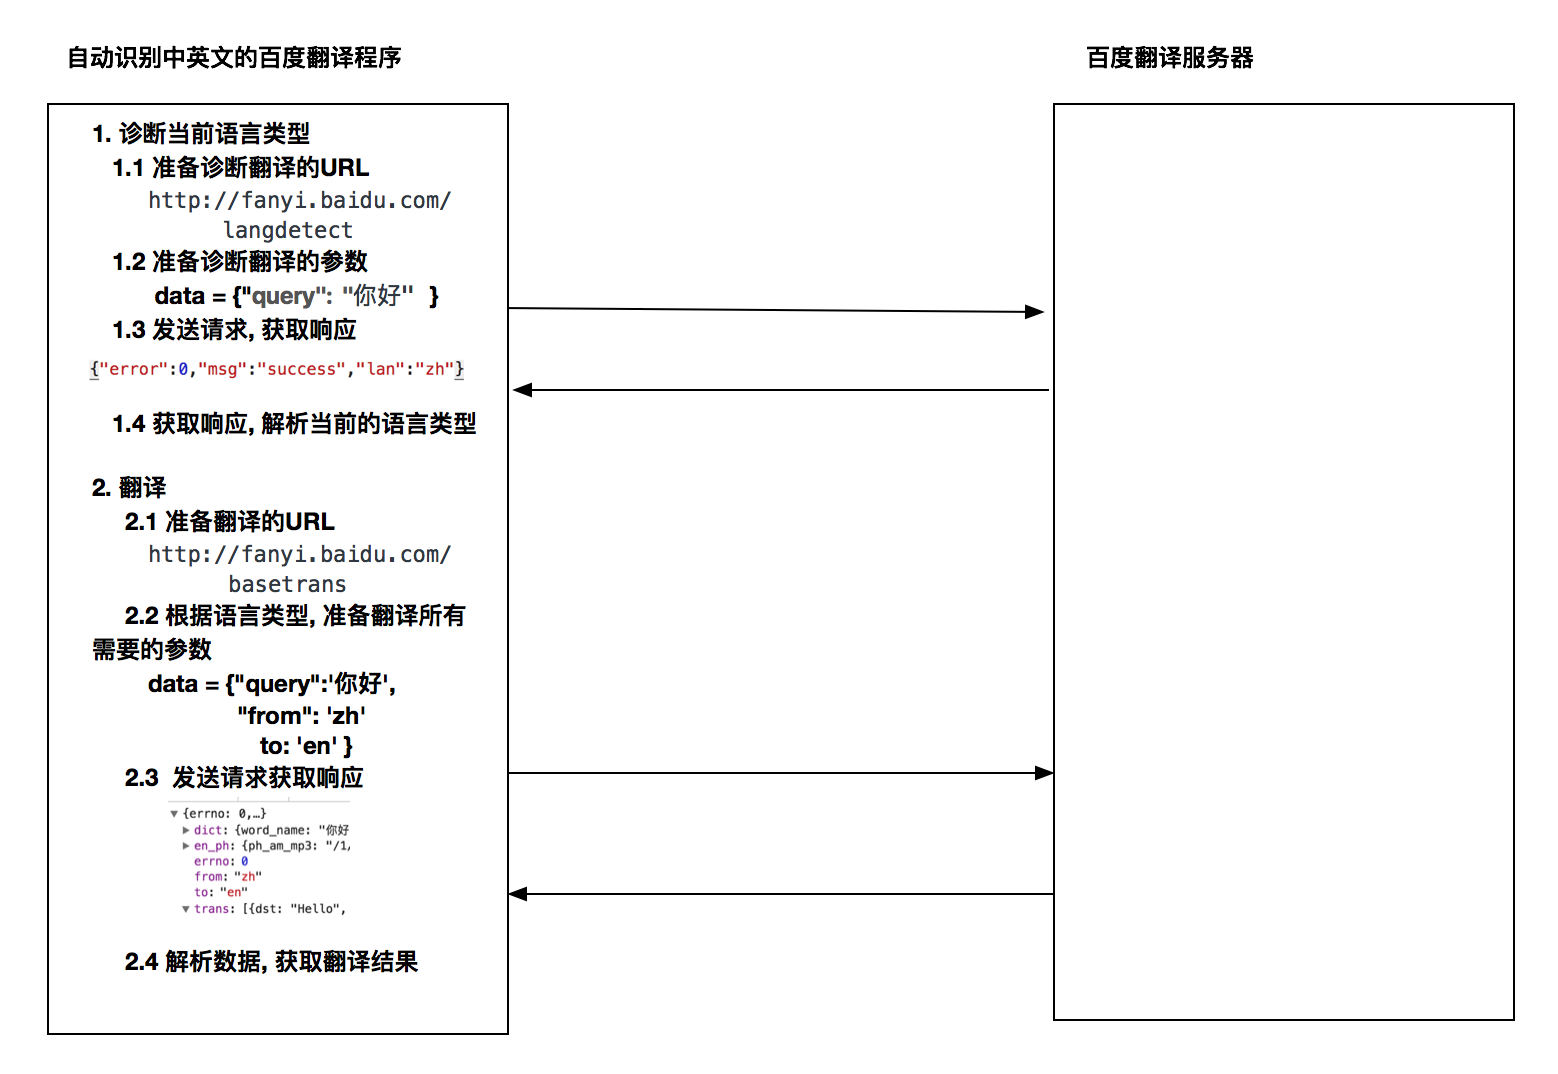 自动识别中英文的百度翻译程序
百度翻译服务器
1. 诊断当前语言类型
1.1 准备诊断翻译的URL
http://fanyi.baidu.com/
langdetect
1.2 准备诊断翻译的参数
data = {"query": "你好" }
1.3 发送请求, 获取响应
{"error":0,"msg":"success","lan":"zh"}
1.4 获取响应, 解析当前的语言类型
2. 翻译
2.1 准备翻译的URL
http://fanyi.baidu.com/
basetrans
2.2 根据语言类型, 准备翻译所有
需要的参数
data = {"query":'你好',
"from": 'zh'
to: 'en' }
2.3 发送请求获取响应
▼ {errno: 0,…}
▶ dict: {word_name: "你好
▶ en_ph: {ph_am_mp3: "/1,
errno: 0
from: "zh"
to: "en"
▼ trans: [{dst: "Hello",
2.4 解析数据, 获取翻译结果